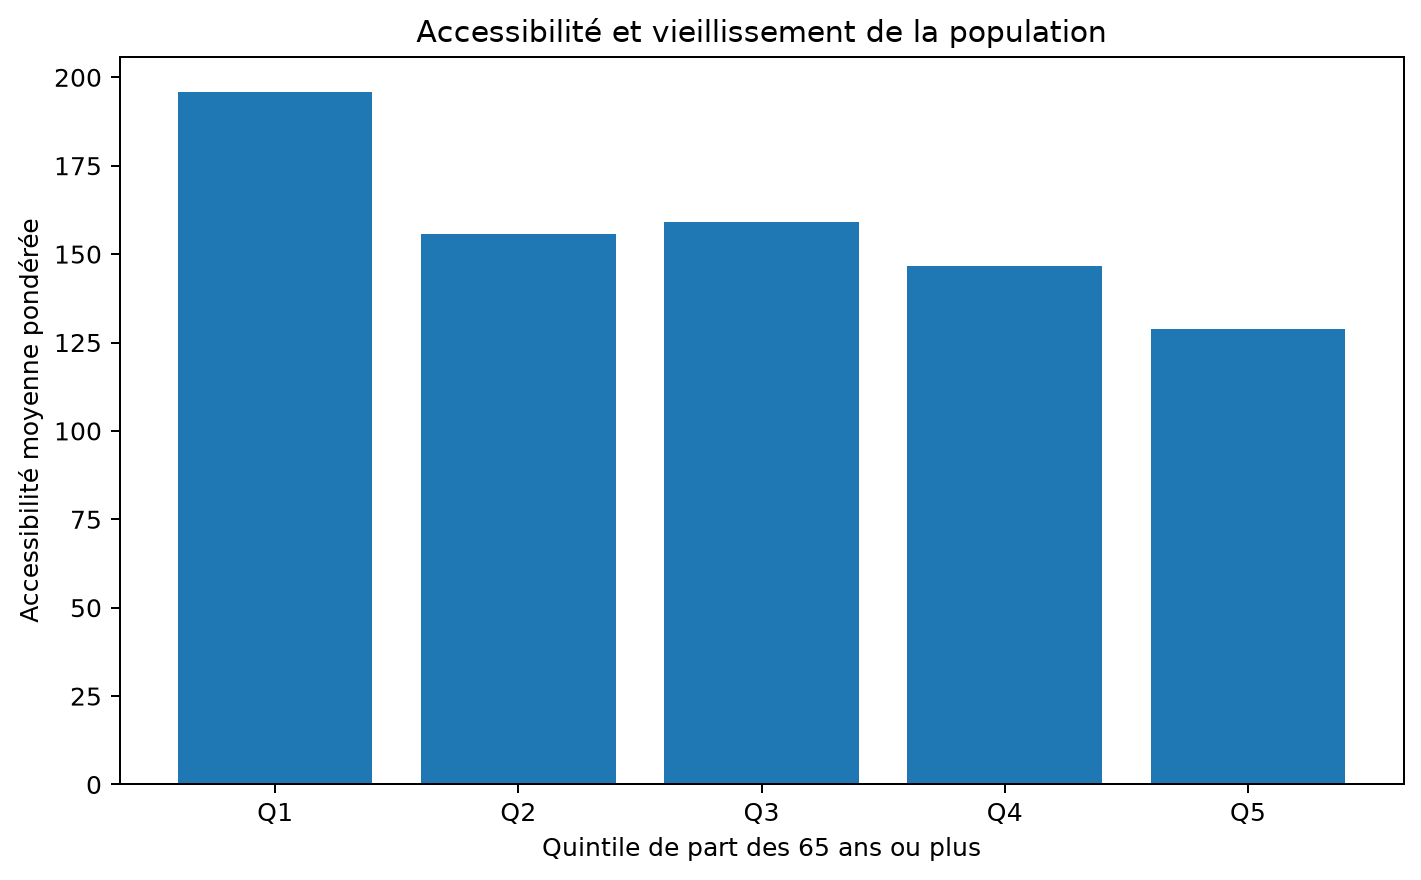 Accessibilité et vieillissement de la population
Accessibilité moyenne pondérée
200
175
150
125
100
75
50
25
0
Q1 Q2 Q3 Q4 Q5
Quintile de part des 65 ans ou plus